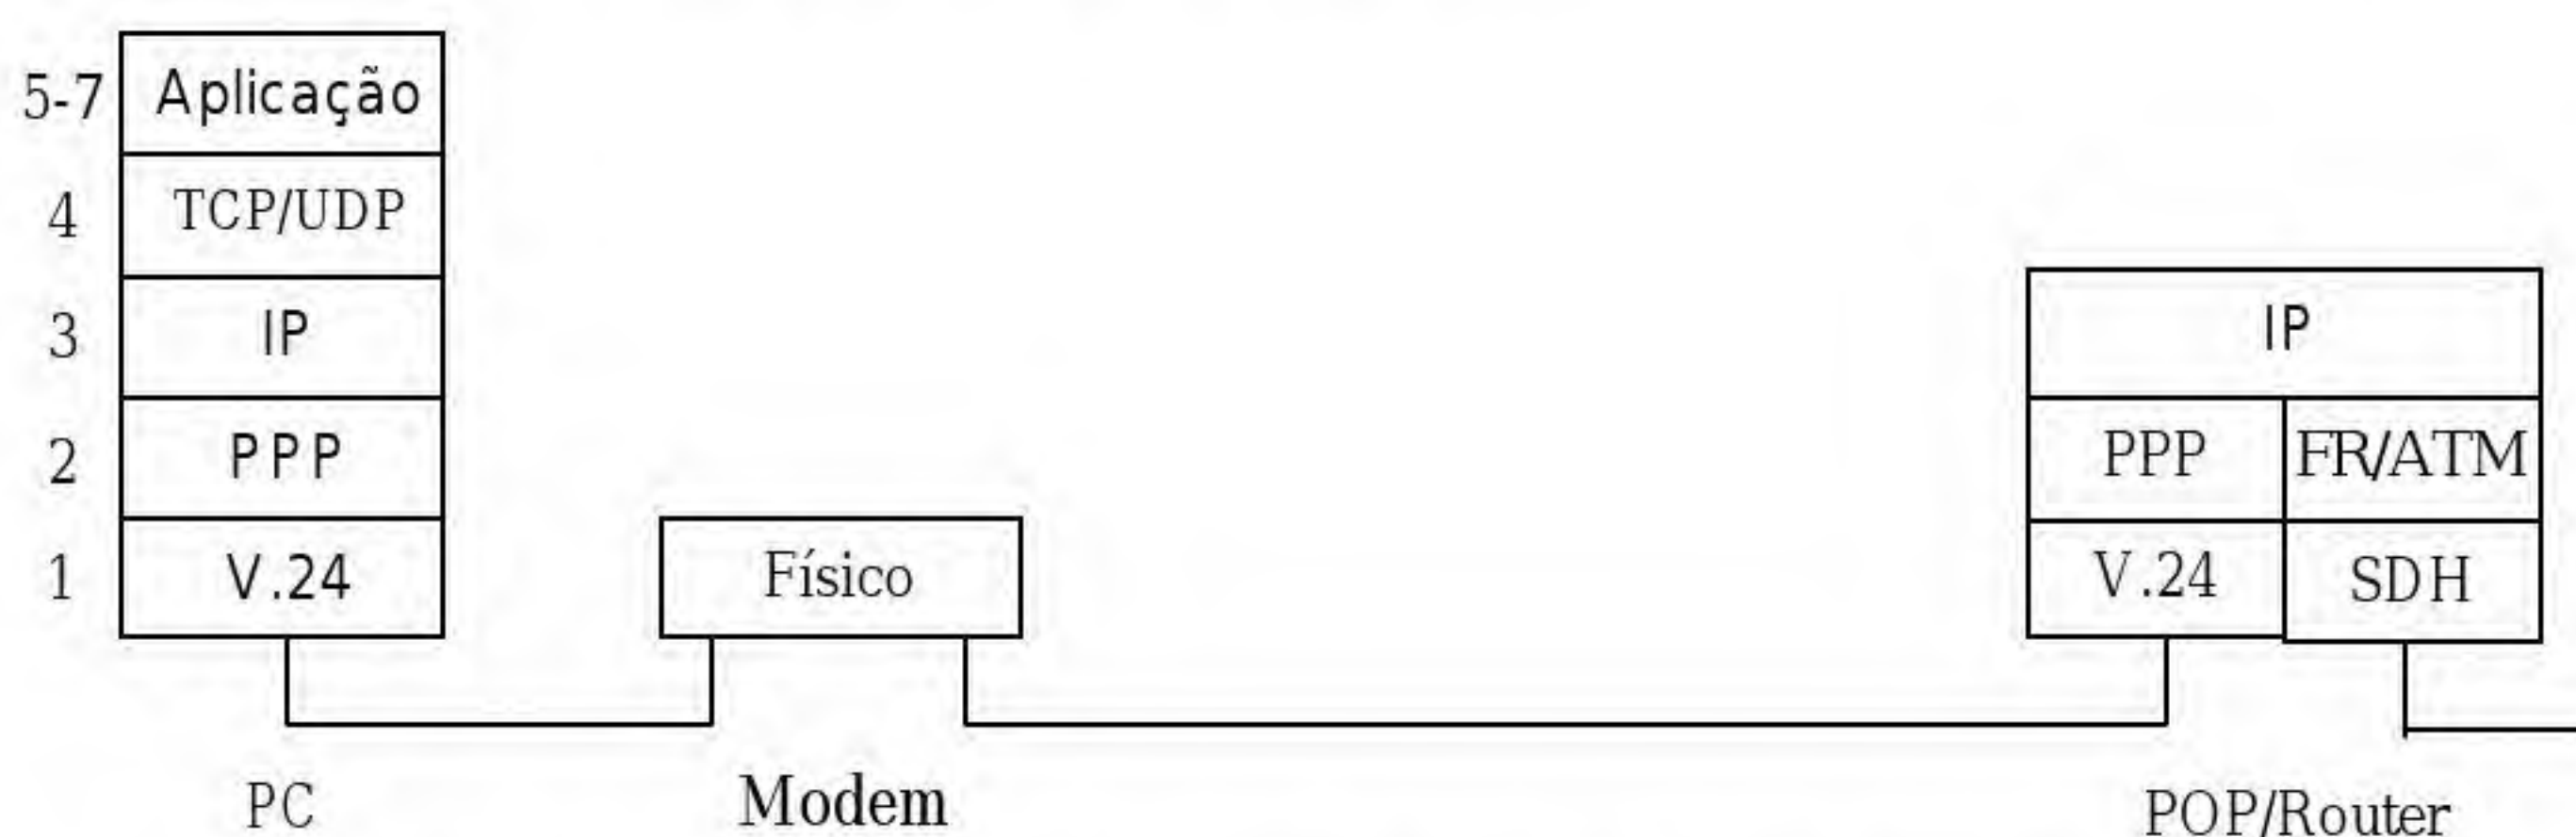 5-7 Aplicação
4 TCP/UDP
3 IP
2 PPP
1 V.24
PC
Físico
Modem
IP
PPP FR/ATM
V.24 SDH
POP/Router